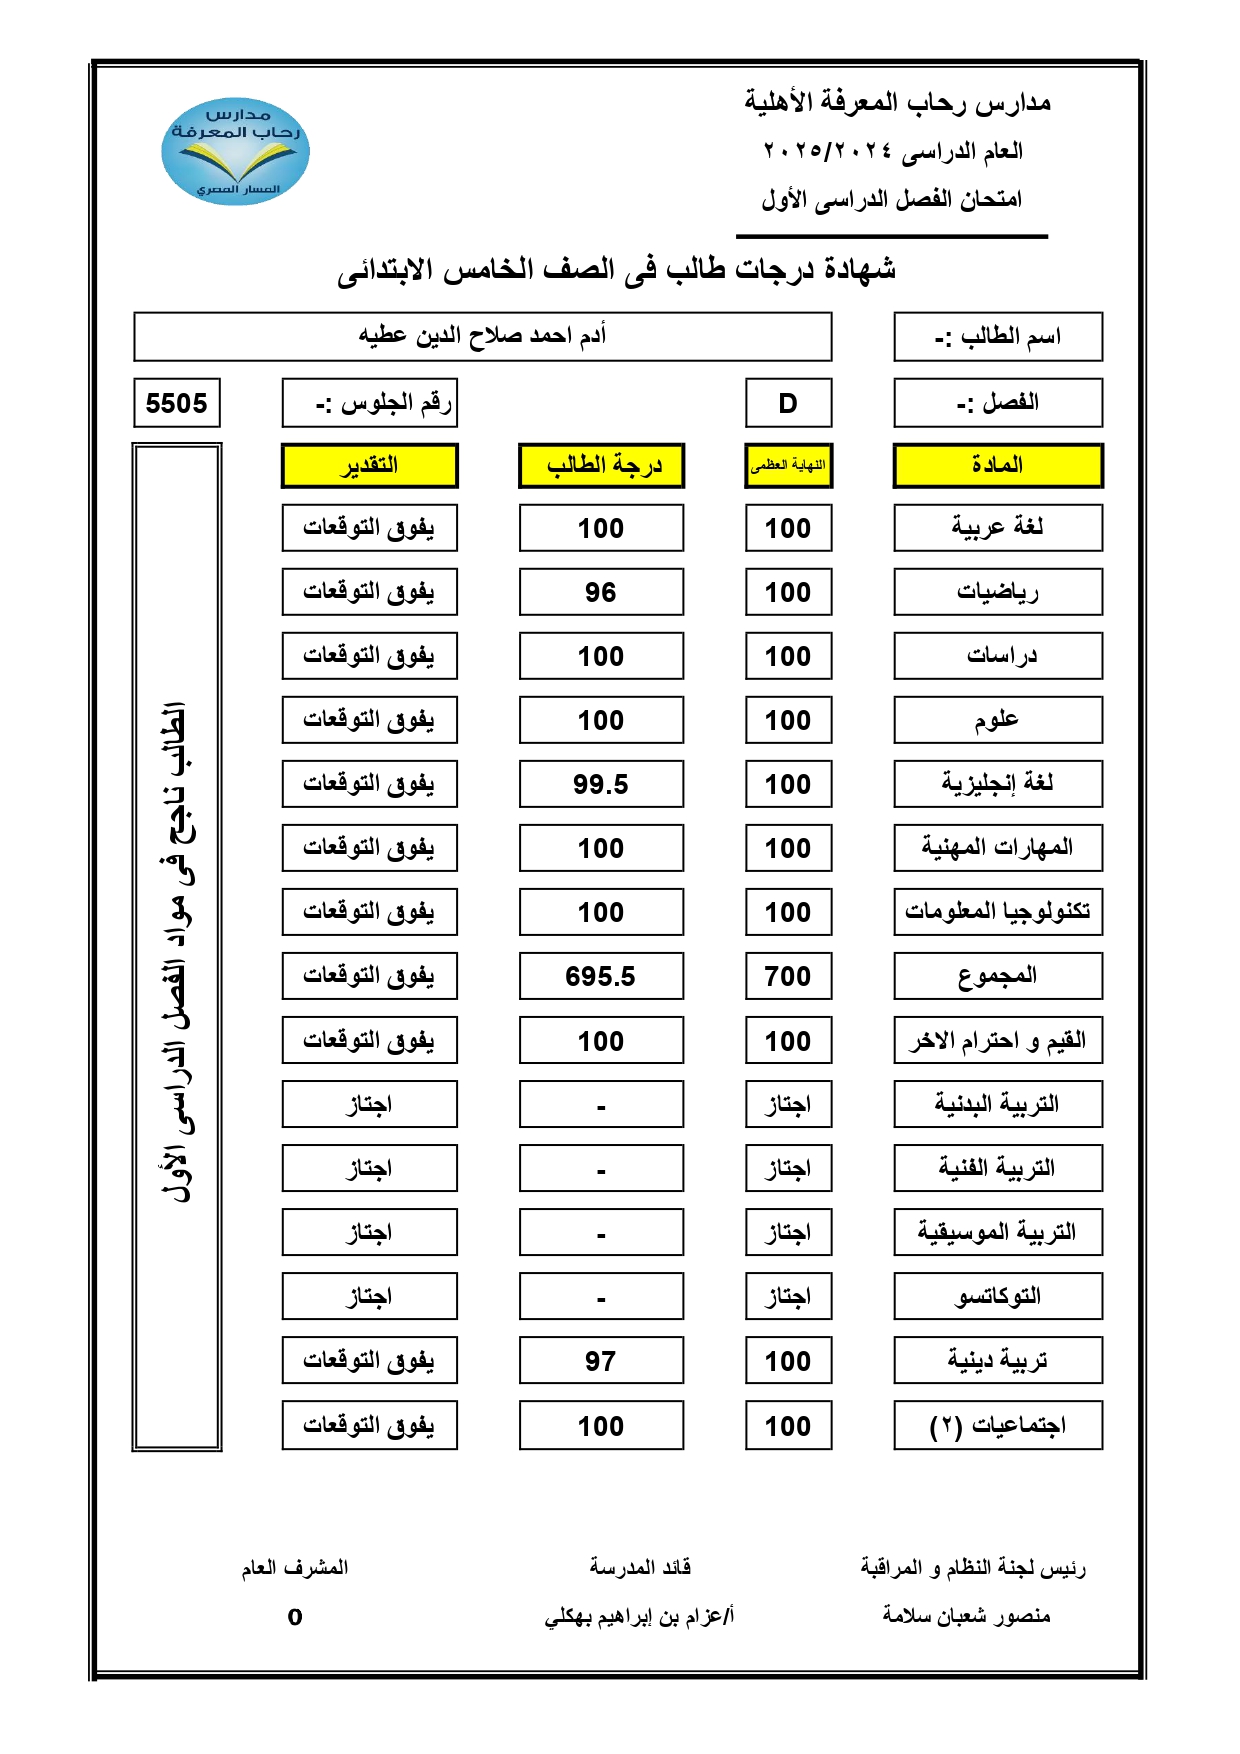 مدارس رحاب المعرفة الأهلية
العام الدراسى ٢٠٢٥/٢٠٢٤
امتحان الفصل الدراسى الأول
مدارس
رحاب المعرفة
المسار المصري
شهادة درجات طالب فى الصف الخامس الابتدائى
اسم الطالب :- أدم احمد صلاح الدين عطيه
الفصل :- D رقم الجلوس :- 5505
المادة النهاية العظمى درجة الطالب التقدير
لغة عربية 100 100 يفوق التوقعات
رياضيات 100 96 يفوق التوقعات
دراسات 100 100 يفوق التوقعات
علوم 100 100 يفوق التوقعات
لغة إنجليزية 100 99.5 يفوق التوقعات
المهارات المهنية 100 100 يفوق التوقعات
تكنولوجيا المعلومات 100 100 يفوق التوقعات
المجموع 700 695.5 يفوق التوقعات
القيم و احترام الاخر 100 100 يفوق التوقعات
التربية البدنية اجتاز - اجتاز
التربية الفنية اجتاز - اجتاز
التربية الموسيقية اجتاز - اجتاز
التوكاتسو اجتاز - اجتاز
تربية دينية 100 97 يفوق التوقعات
اجتماعيات (٢) 100 100 يفوق التوقعات
الطالب ناجح فى مواد الفصل الدراسى الأول
رئيس لجنة النظام و المراقبة قائد المدرسة المشرف العام
منصور شعبان سلامة أ/عزام بن إبراهيم بهكلي 0